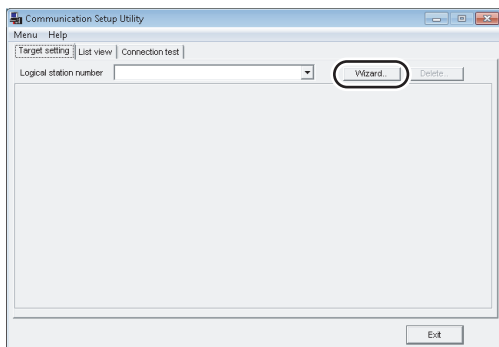 Communication Setup Utility
Menu Help
Target setting List view Connection test
Logical station number Wizard.. Delete...
Exit